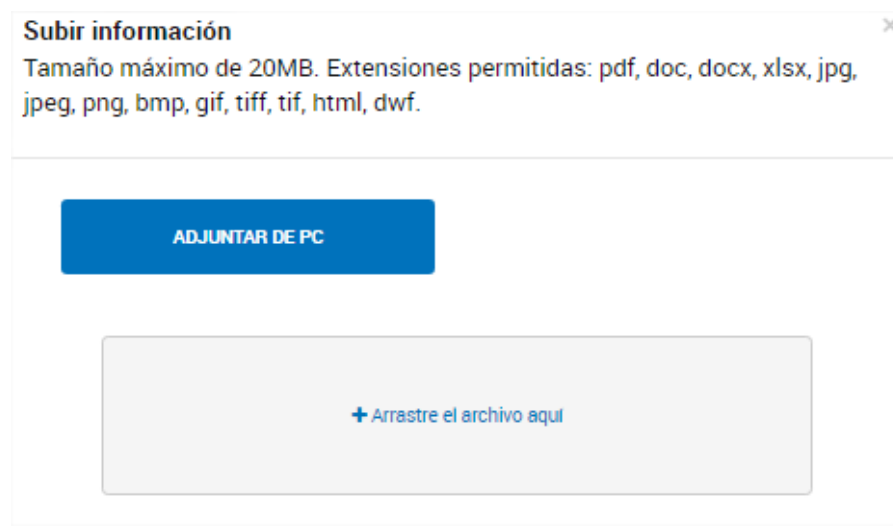 Subir información
Tamaño máximo de 20MB. Extensiones permitidas: pdf, doc, docx, xlsx, jpg,
jpeg, png, bmp, gif, tiff, tif, html, dwf.
ADJUNTAR DE PC
+ Arrastre el archivo aquí